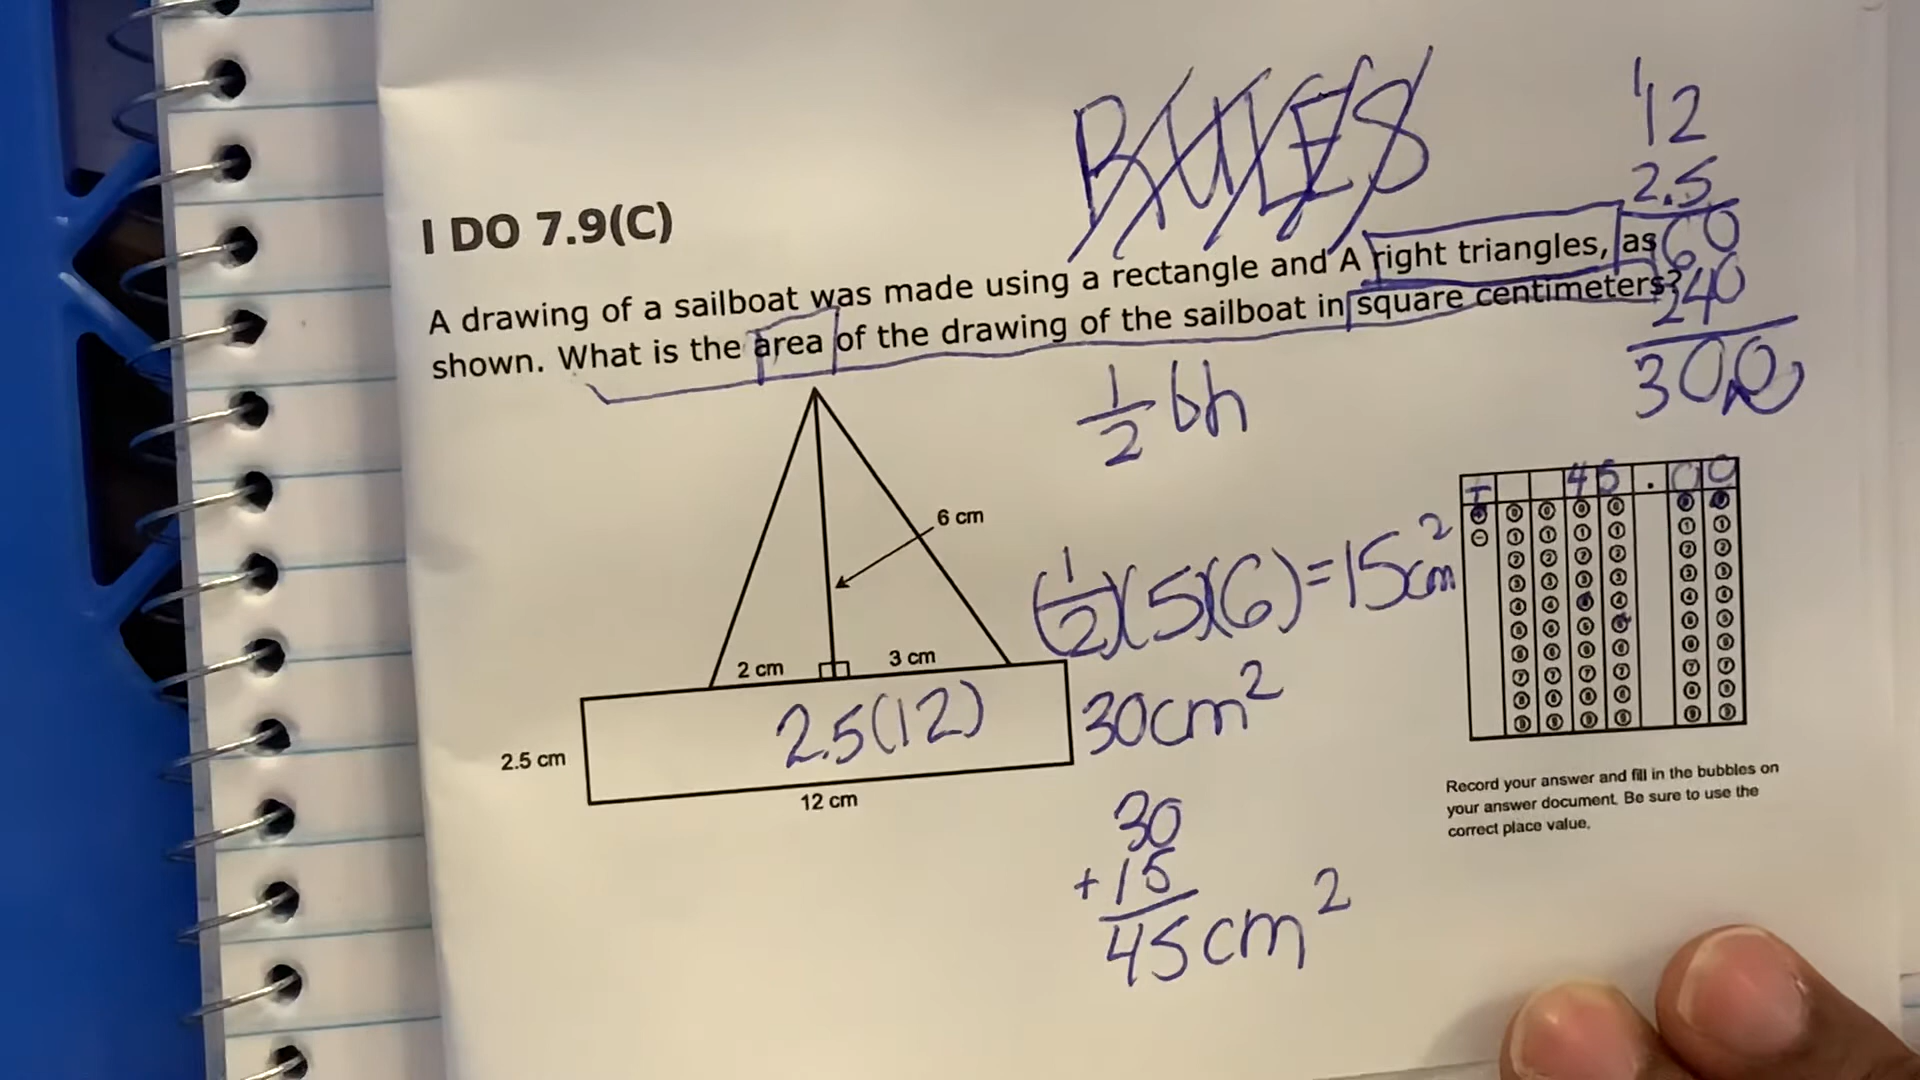 BUCKES
I DO 7.9(C)
A drawing of a sailboat was made using a rectangle and A right triangles, as
shown. What is the area of the drawing of the sailboat in square centimeters?
12
2.5
60
240
300
1/2 bh
6 cm
(1/2)(5)(6)=15cm²
2 cm
3 cm
2.5(12)
30cm²
2.5 cm
12 cm
30
+15
45cm²
+ 45.00
Record your answer and fill in the bubbles on
your answer document. Be sure to use the
correct place value.